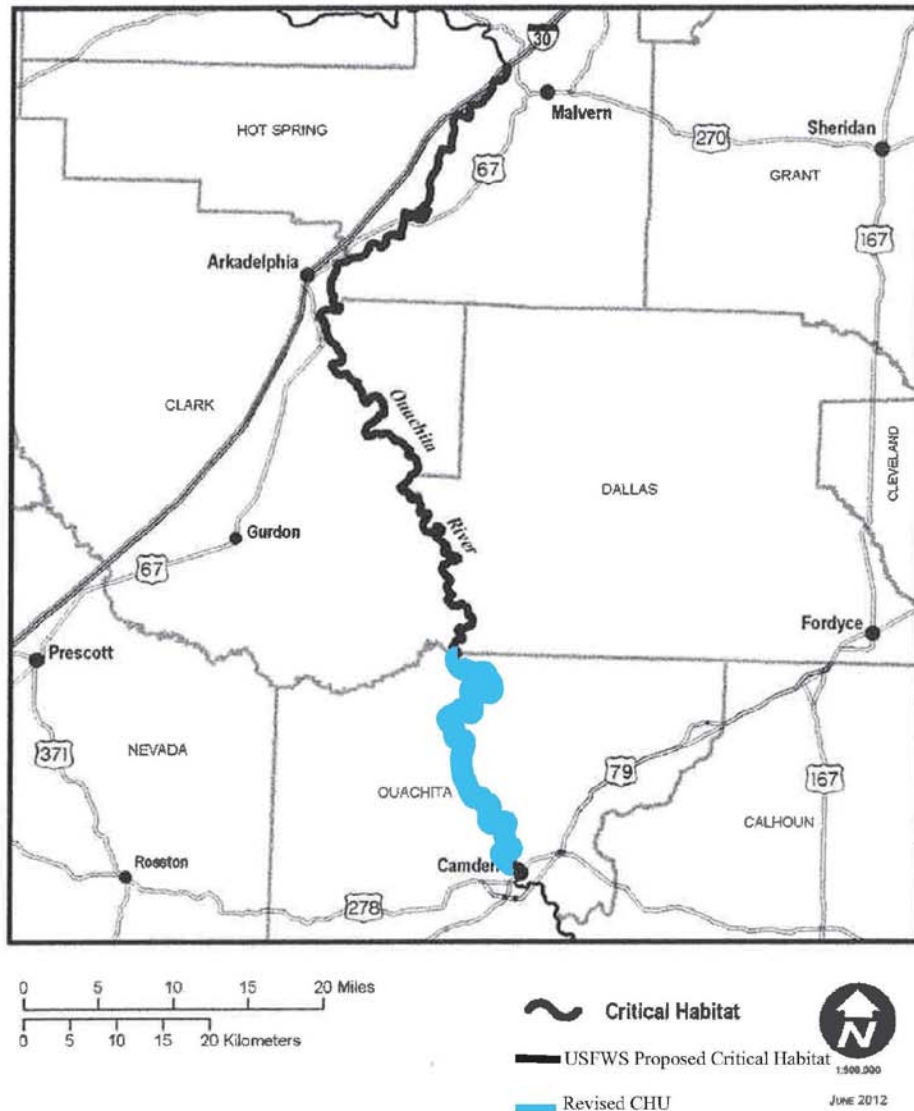 30
Malvern
HOT SPRING
Sheridan
270
67
GRANT
167
Arkadelphia
CLARK
Ouachita
CLEVELAND
DALLAS
River
Gurdon
67
Fordyce
Prescott
NEVADA
371
79
167
OUACHITA
CALHOUN
Camden
Rosston
278
0 5 10 15 20 Miles
0 5 10 15 20 Kilometers
Critical Habitat
USFWS Proposed Critical Habitat
Revised CHU
N
1:500,000
JUNE 2012